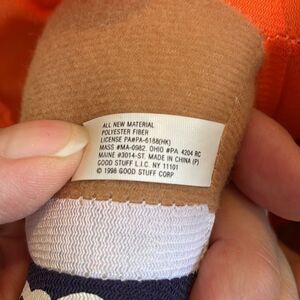 ALL NEW MATERIAL
POLYESTER FIBER
LICENSE PA#PA-6188(HK)
MASS #MA-0982. OHIO #PA 4204 RC
MAINE #3014-ST. MADE IN CHINA (P)
GOOD STUFF L.I.C. NY 11101
© 1998 GOOD STUFF CORP